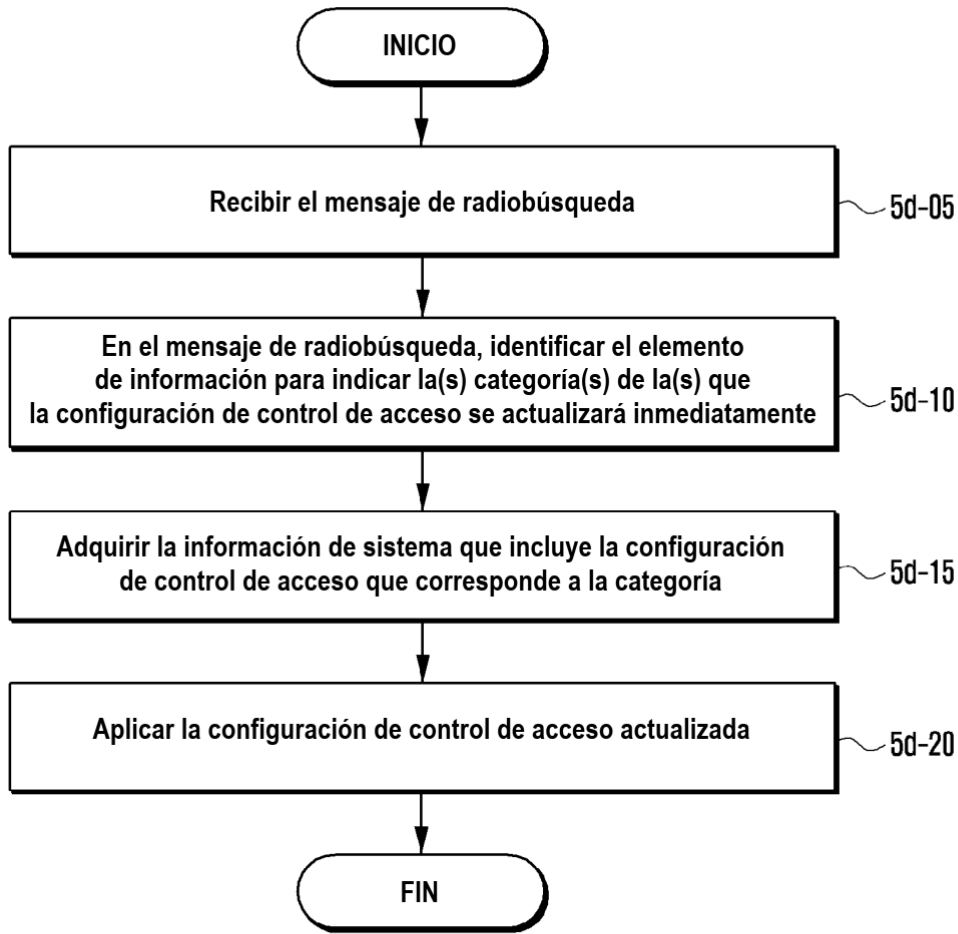 INICIO
Recibir el mensaje de radiobúsqueda
5d-05
En el mensaje de radiobúsqueda, identificar el elemento
de información para indicar la(s) categoría(s) de la(s) que
la configuración de control de acceso se actualizará inmediatamente
5d-10
Adquirir la información de sistema que incluye la configuración
de control de acceso que corresponde a la categoría
5d-15
Aplicar la configuración de control de acceso actualizada
5d-20
FIN